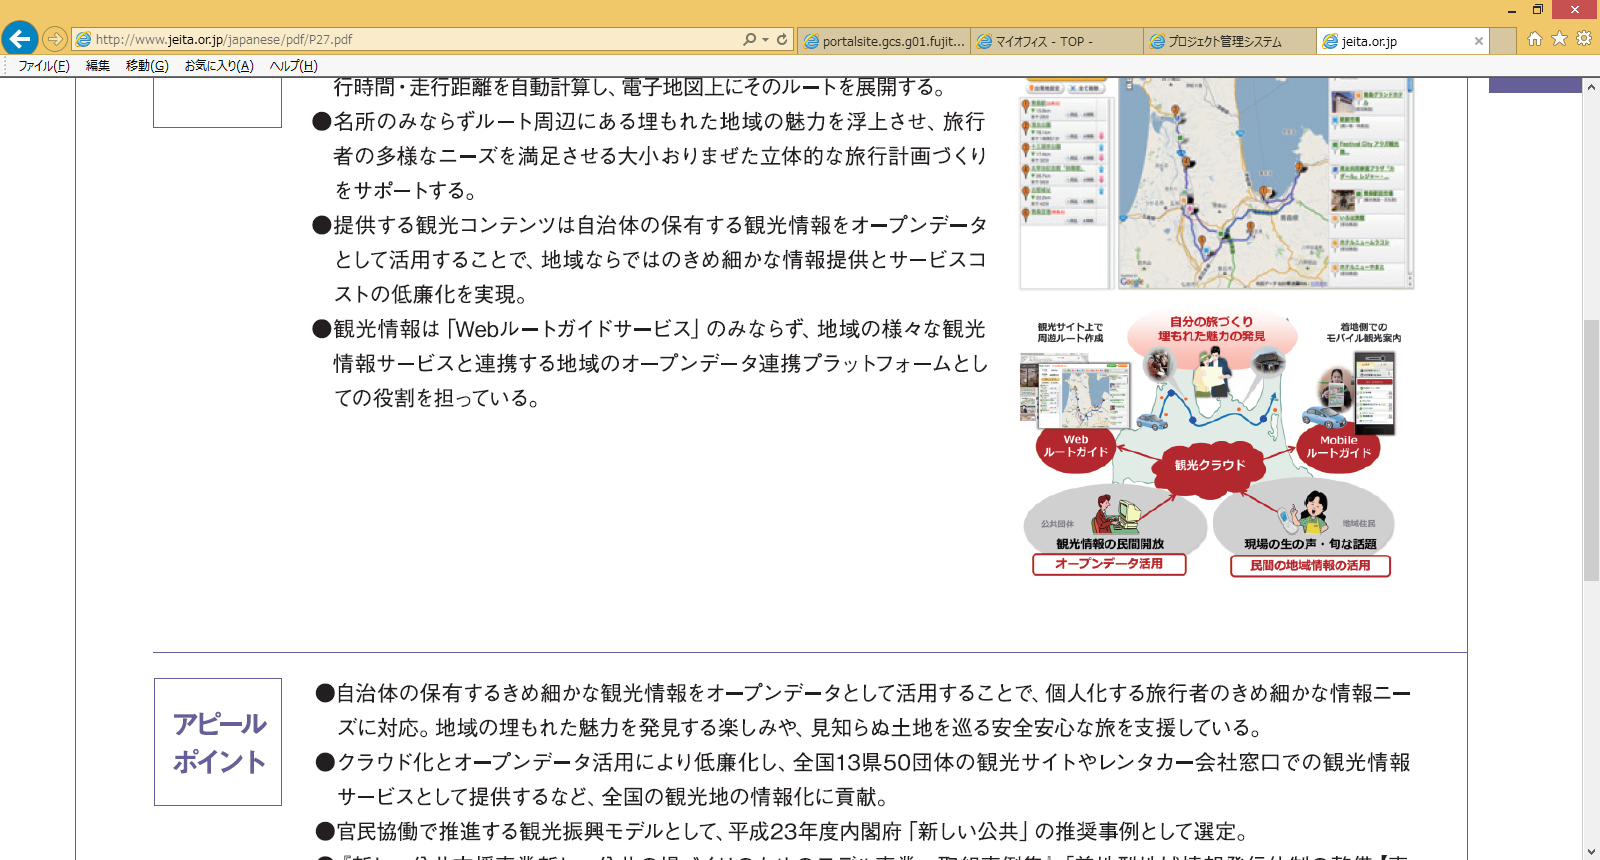 http://www.jeita.or.jp/japanese/pdf/P27.pdf
portalsite.gcs.g01.fujit...
マイオフィス - TOP -
プロジェクト管理システム
jeita.or.jp
ファイル(F) 編集 移動(G) お気に入り(A) ヘルプ(H)
行時間・走行距離を自動計算し、電子地図上にそのルートを展開する。
●名所のみならずルート周辺にある埋もれた地域の魅力を浮上させ、旅行
者の多様なニーズを満足させる大小おりまぜた立体的な旅行計画づくり
をサポートする。
●提供する観光コンテンツは自治体の保有する観光情報をオープンデータ
として活用することで、地域ならではのきめ細かな情報提供とサービスコ
ストの低廉化を実現。
●観光情報は「Webルートガイドサービス」のみならず、地域の様々な観光
情報サービスと連携する地域のオープンデータ連携プラットフォームとし
ての役割を担っている。
青森県
Google
観光サイト上で
周遊ルート作成
自分の旅づくり
埋もれた魅力の発見
着地側での
モバイル観光案内
Web
ルートガイド
観光クラウド
Mobile
ルートガイド
公共団体
観光情報の民間開放
オープンデータ活用
地域住民
現場の生の声・旬な話題
民間の地域情報の活用
アピール
ポイント
●自治体の保有するきめ細かな観光情報をオープンデータとして活用することで、個人化する旅行者のきめ細かな情報ニー
ズに対応。地域の埋もれた魅力を発見する楽しみや、見知らぬ土地を巡る安全安心な旅を支援している。
●クラウド化とオープンデータ活用により低廉化し、全国13県50団体の観光サイトやレンタカー会社窓口での観光情報
サービスとして提供するなど、全国の観光地の情報化に貢献。
●官民協働で推進する観光振興モデルとして、平成23年度内閣府「新しい公共」の推奨事例として選定。